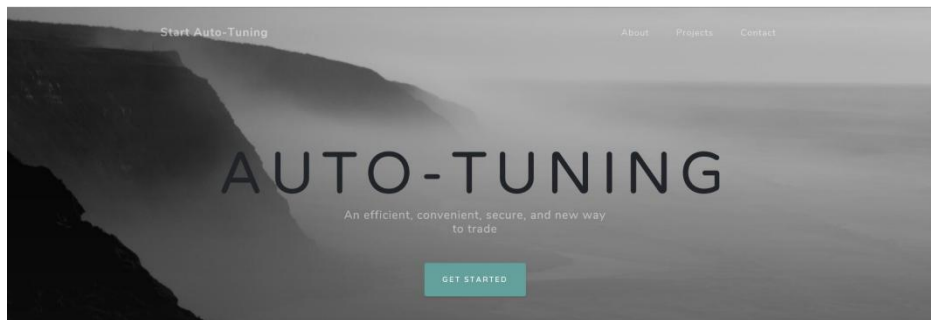 Start Auto-Tuning
About Projects Contact
AUTO-TUNING
An efficient, convenient, secure, and new way
to trade
GET STARTED